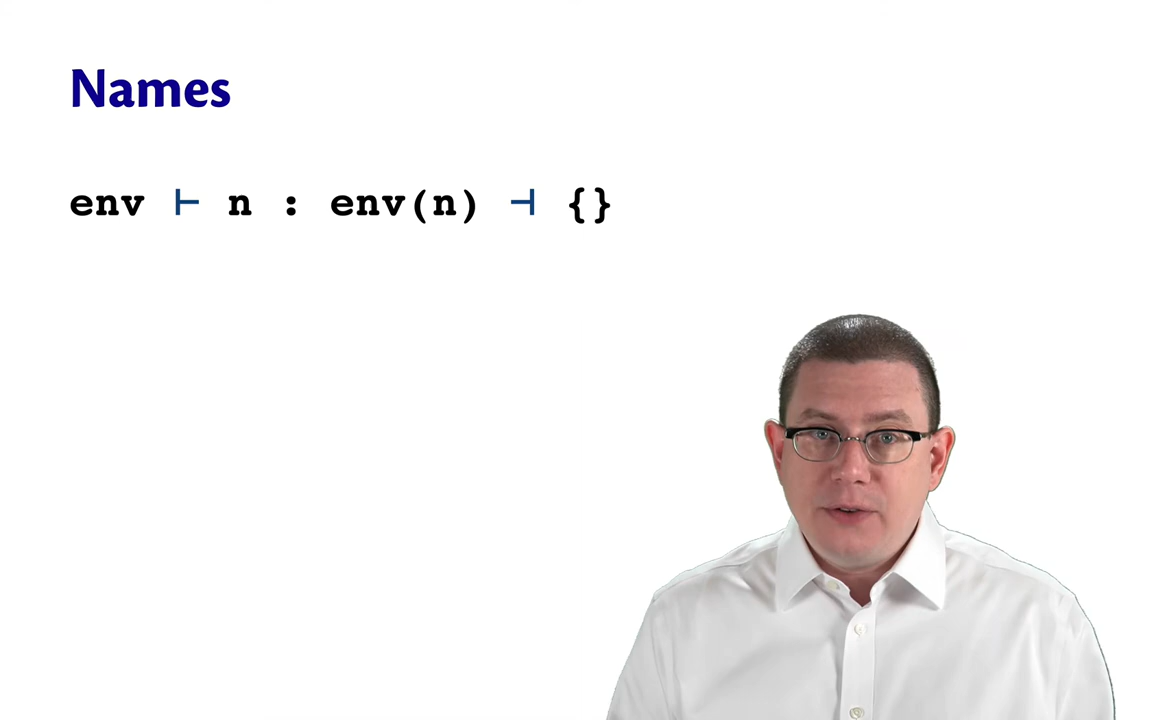 Names
env ⊢ n : env(n) ⊣ {}